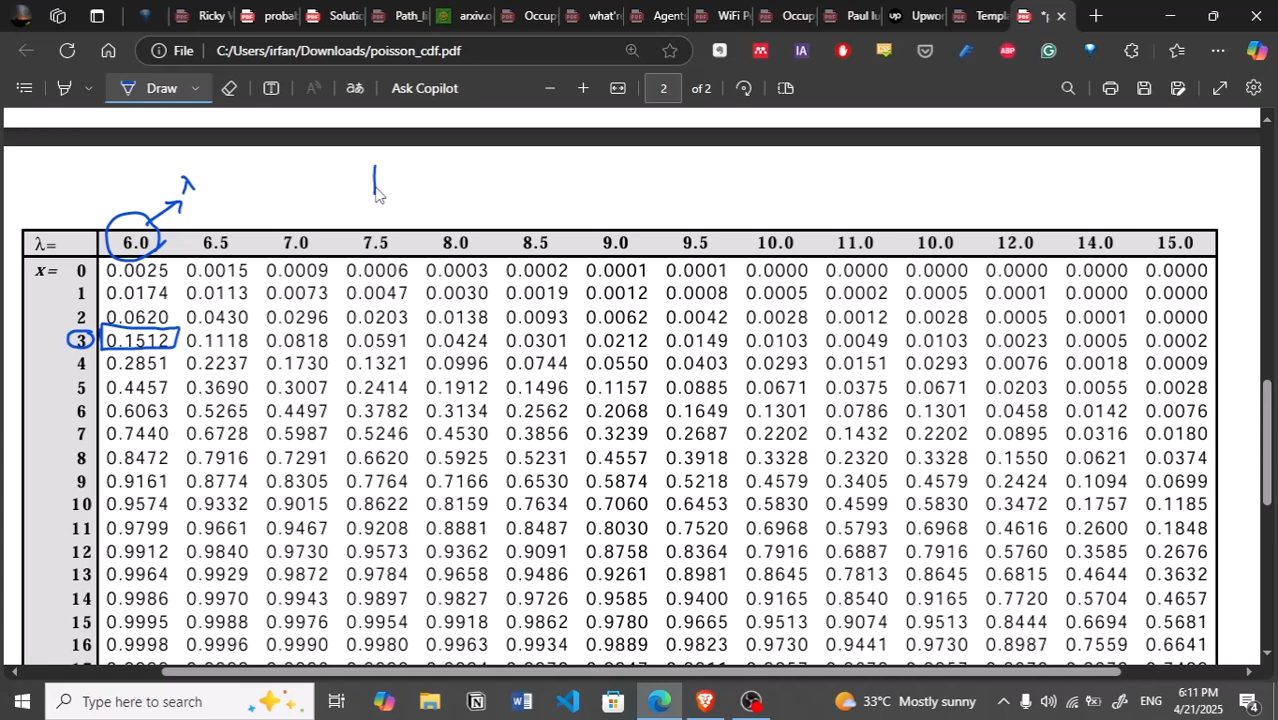 Ricky
probab
Solutio
Path_li
arxiv.o
Occup
what're
Agents
WiFi P
Occup
Paul lu
Upwor
Templa
File C:/Users/irfan/Downloads/poisson_cdf.pdf
Draw Ask Copilot 2 of 2
λ
λ= 6.0 6.5 7.0 7.5 8.0 8.5 9.0 9.5 10.0 11.0 10.0 12.0 14.0 15.0
x= 0 0.0025 0.0015 0.0009 0.0006 0.0003 0.0002 0.0001 0.0001 0.0000 0.0000 0.0000 0.0000 0.0000 0.0000
1 0.0174 0.0113 0.0073 0.0047 0.0030 0.0019 0.0012 0.0008 0.0005 0.0002 0.0005 0.0001 0.0000 0.0000
2 0.0620 0.0430 0.0296 0.0203 0.0138 0.0093 0.0062 0.0042 0.0028 0.0012 0.0028 0.0005 0.0001 0.0000
3 0.1512 0.1118 0.0818 0.0591 0.0424 0.0301 0.0212 0.0149 0.0103 0.0049 0.0103 0.0023 0.0005 0.0002
4 0.2851 0.2237 0.1730 0.1321 0.0996 0.0744 0.0550 0.0403 0.0293 0.0151 0.0293 0.0076 0.0018 0.0009
5 0.4457 0.3690 0.3007 0.2414 0.1912 0.1496 0.1157 0.0885 0.0671 0.0375 0.0671 0.0203 0.0055 0.0028
6 0.6063 0.5265 0.4497 0.3782 0.3134 0.2562 0.2068 0.1649 0.1301 0.0786 0.1301 0.0458 0.0142 0.0076
7 0.7440 0.6728 0.5987 0.5246 0.4530 0.3856 0.3239 0.2687 0.2202 0.1432 0.2202 0.0895 0.0316 0.0180
8 0.8472 0.7916 0.7291 0.6620 0.5925 0.5231 0.4557 0.3918 0.3328 0.2320 0.3328 0.1550 0.0621 0.0374
9 0.9161 0.8774 0.8305 0.7764 0.7166 0.6530 0.5874 0.5218 0.4579 0.3405 0.4579 0.2424 0.1094 0.0699
10 0.9574 0.9332 0.9015 0.8622 0.8159 0.7634 0.7060 0.6453 0.5830 0.4599 0.5830 0.3472 0.1757 0.1185
11 0.9799 0.9661 0.9467 0.9208 0.8881 0.8487 0.8030 0.7520 0.6968 0.5793 0.6968 0.4616 0.2600 0.1848
12 0.9912 0.9840 0.9730 0.9573 0.9362 0.9091 0.8758 0.8364 0.7916 0.6887 0.7916 0.5760 0.3585 0.2676
13 0.9964 0.9929 0.9872 0.9784 0.9658 0.9486 0.9261 0.8981 0.8645 0.7813 0.8645 0.6815 0.4644 0.3632
14 0.9986 0.9970 0.9943 0.9897 0.9827 0.9726 0.9585 0.9400 0.9165 0.8540 0.9165 0.7720 0.5704 0.4657
15 0.9995 0.9988 0.9976 0.9954 0.9918 0.9862 0.9780 0.9665 0.9513 0.9074 0.9513 0.8444 0.6694 0.5681
16 0.9998 0.9996 0.9990 0.9980 0.9963 0.9934 0.9889 0.9823 0.9730 0.9441 0.9730 0.8987 0.7559 0.6641
Type here to search 33°C Mostly sunny ENG 6:11 PM
4/21/2025